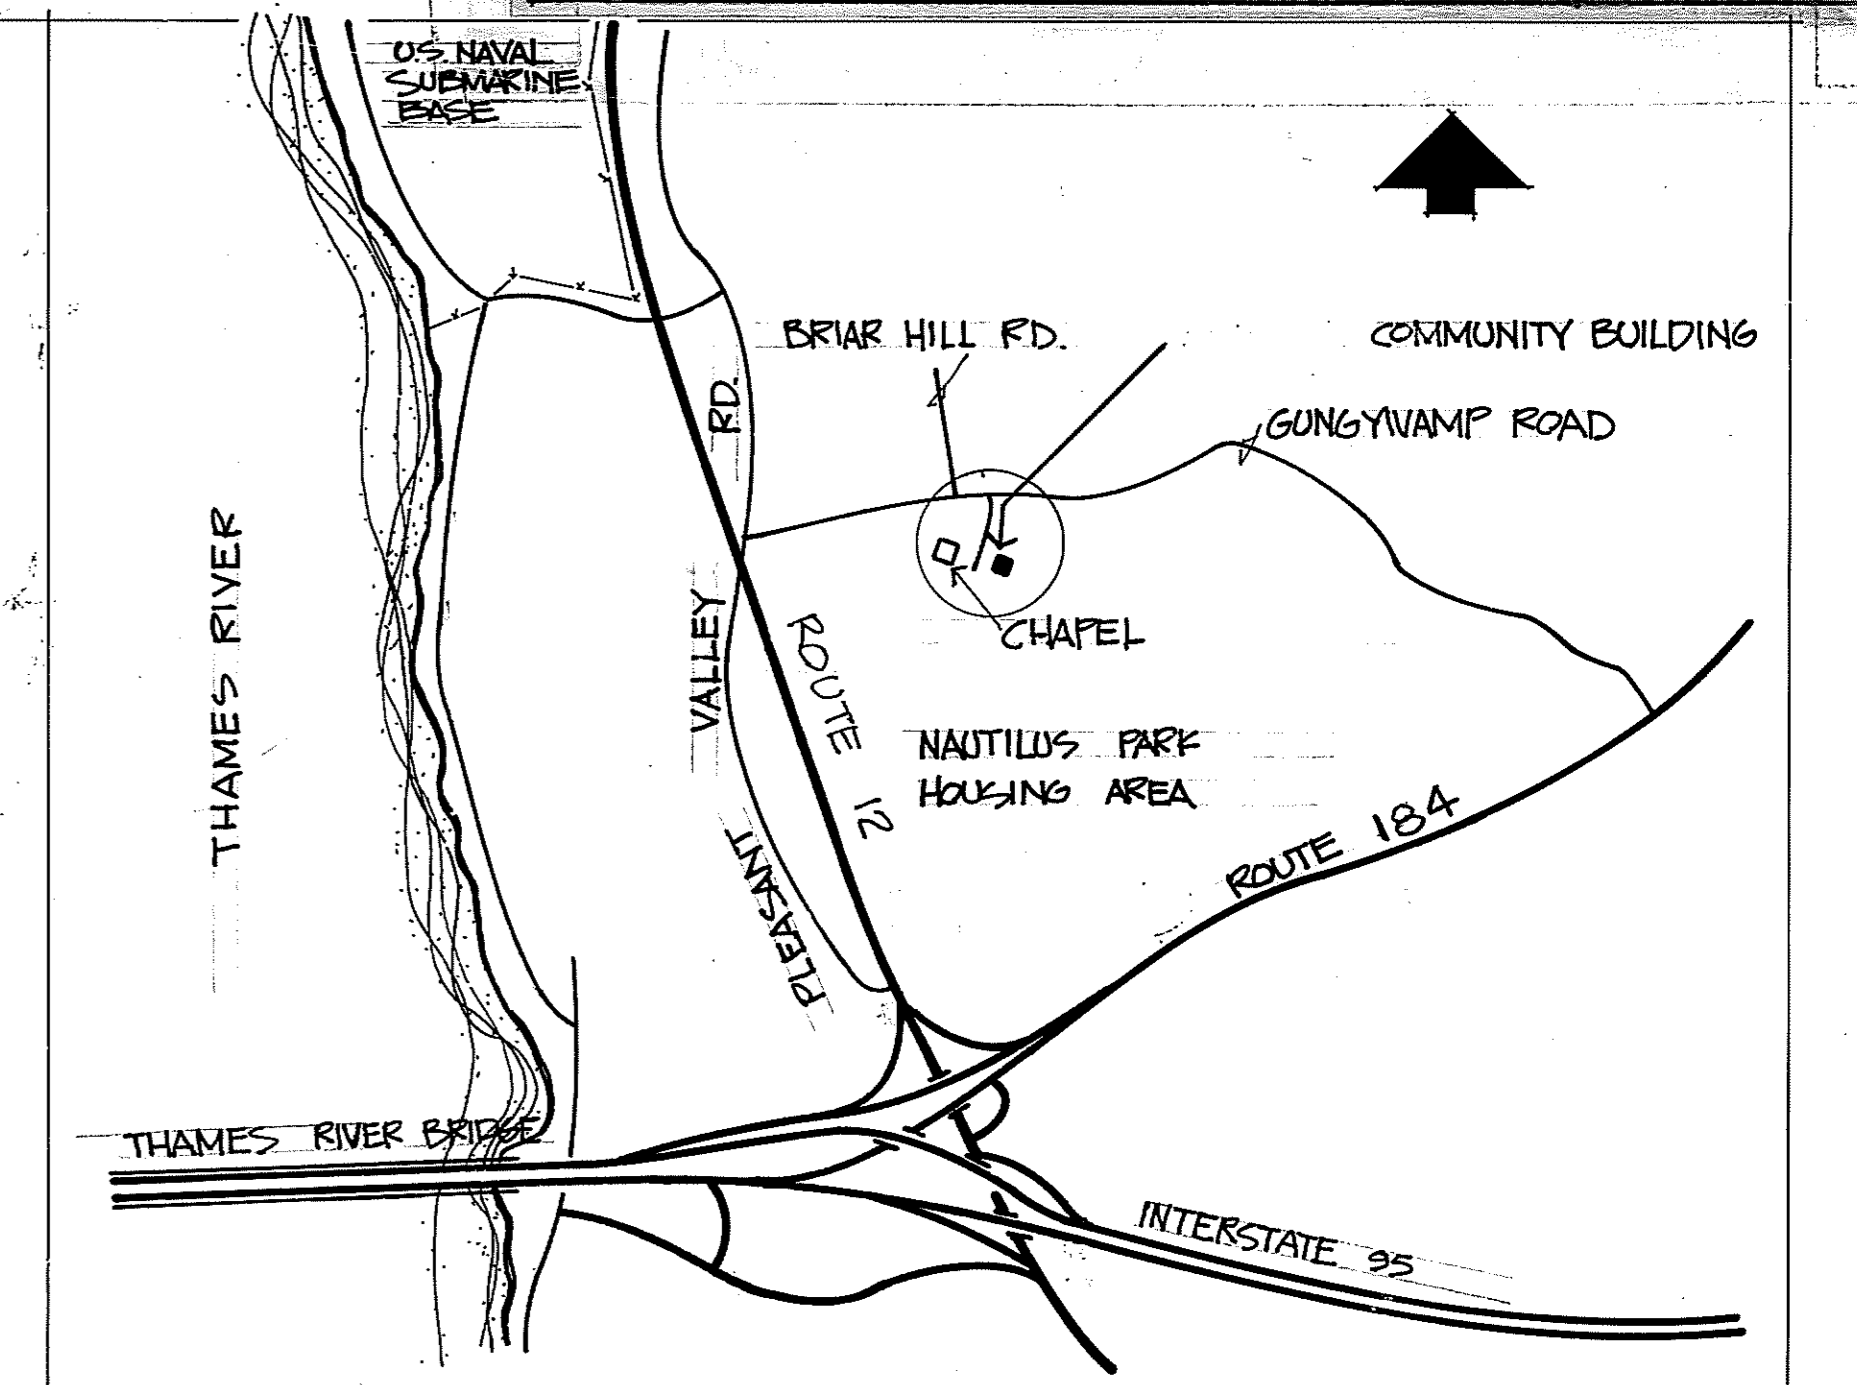 U.S. NAVAL
SUBMARINE
BASE
BRIAR HILL RD.
COMMUNITY BUILDING
GUNGYWAMP ROAD
CHAPEL
THAMES RIVER
PLEASANT VALLEY RD.
ROUTE 12
NAUTILUS PARK
HOUSING AREA
ROUTE 184
THAMES RIVER BRIDGE
INTERSTATE 95